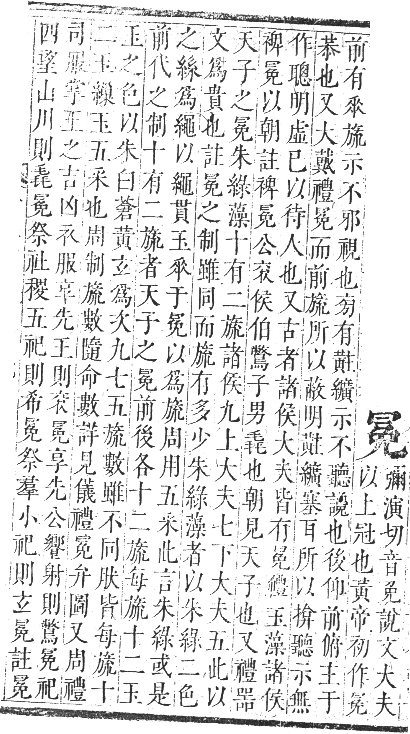 冕
彌演切音免說文大夫
以上冠也黃帝初作冕
前有垂旒示不邪視也旁有黈纊示不聽讒也後仰前俯主于
恭也又大戴禮冕而前旒所以蔽明黈纊塞耳所以揜聽示無
作聰明虛已以待人也又古者諸侯大夫皆有冕禮玉藻諸侯
裨冕以朝註裨冕公袞侯伯鷩子男毳也朝見天子也又禮器
天子之冕朱綠藻十有二旒諸侯九上大夫七下大夫五此以
文為貴也註冕之制雖同而旒有多少朱綠藻者以朱綠二色
之絲為繩以繩貫玉垂于冕以為旒周用五采此言朱綠或是
前代之制十有二旒者天子之冕前後各十二旒每旒十二玉
玉之色以朱白蒼黃玄為次九七五旒數雖不同然皆每旒十
二玉繅玉五采也周制旒數隨命數詳見儀禮冕弁圖又周禮
司服掌王之吉凶衣服享先王則袞冕享先公饗射則鷩冕祀
四望山川則毳冕祭社稷五祀則希冕祭羣小祀則玄冕註冕